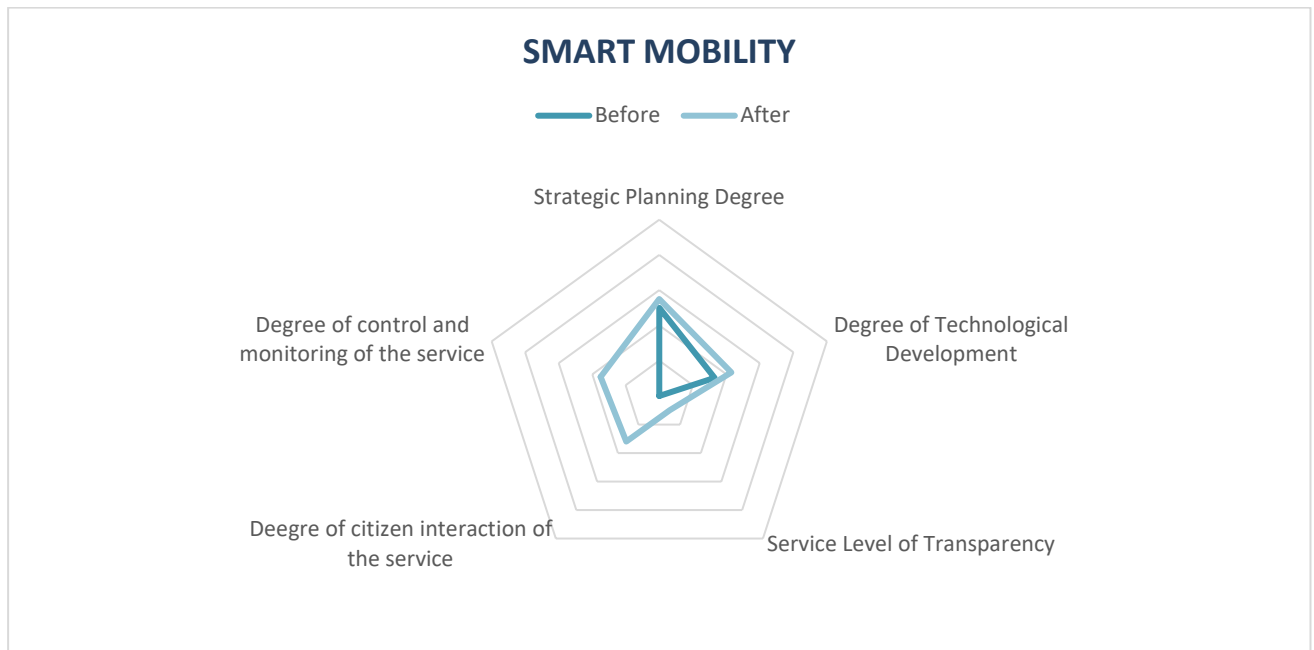 SMART MOBILITY
Before After
Strategic Planning Degree
Degree of Technological
Development
Service Level of Transparency
Deegre of citizen interaction of
the service
Degree of control and
monitoring of the service